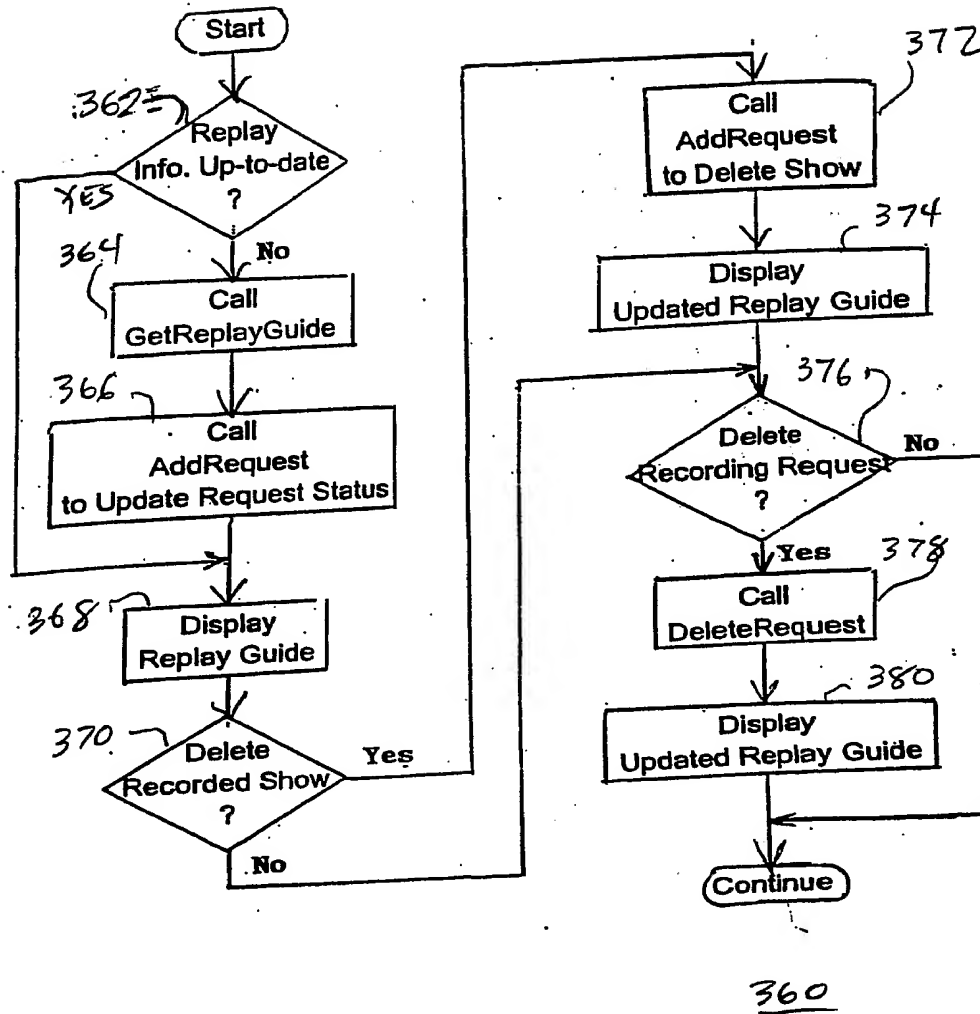 Start
362
Replay
Info. Up-to-date
?
YES
No
364
Call
GetReplayGuide
366
Call
AddRequest
to Update Request Status
368
Display
Replay Guide
370
Delete
Recorded Show
?
Yes
No
372
Call
AddRequest
to Delete Show
374
Display
Updated Replay Guide
376
Delete
Recording Request
?
No
Yes
378
Call
DeleteRequest
380
Display
Updated Replay Guide
Continue
360